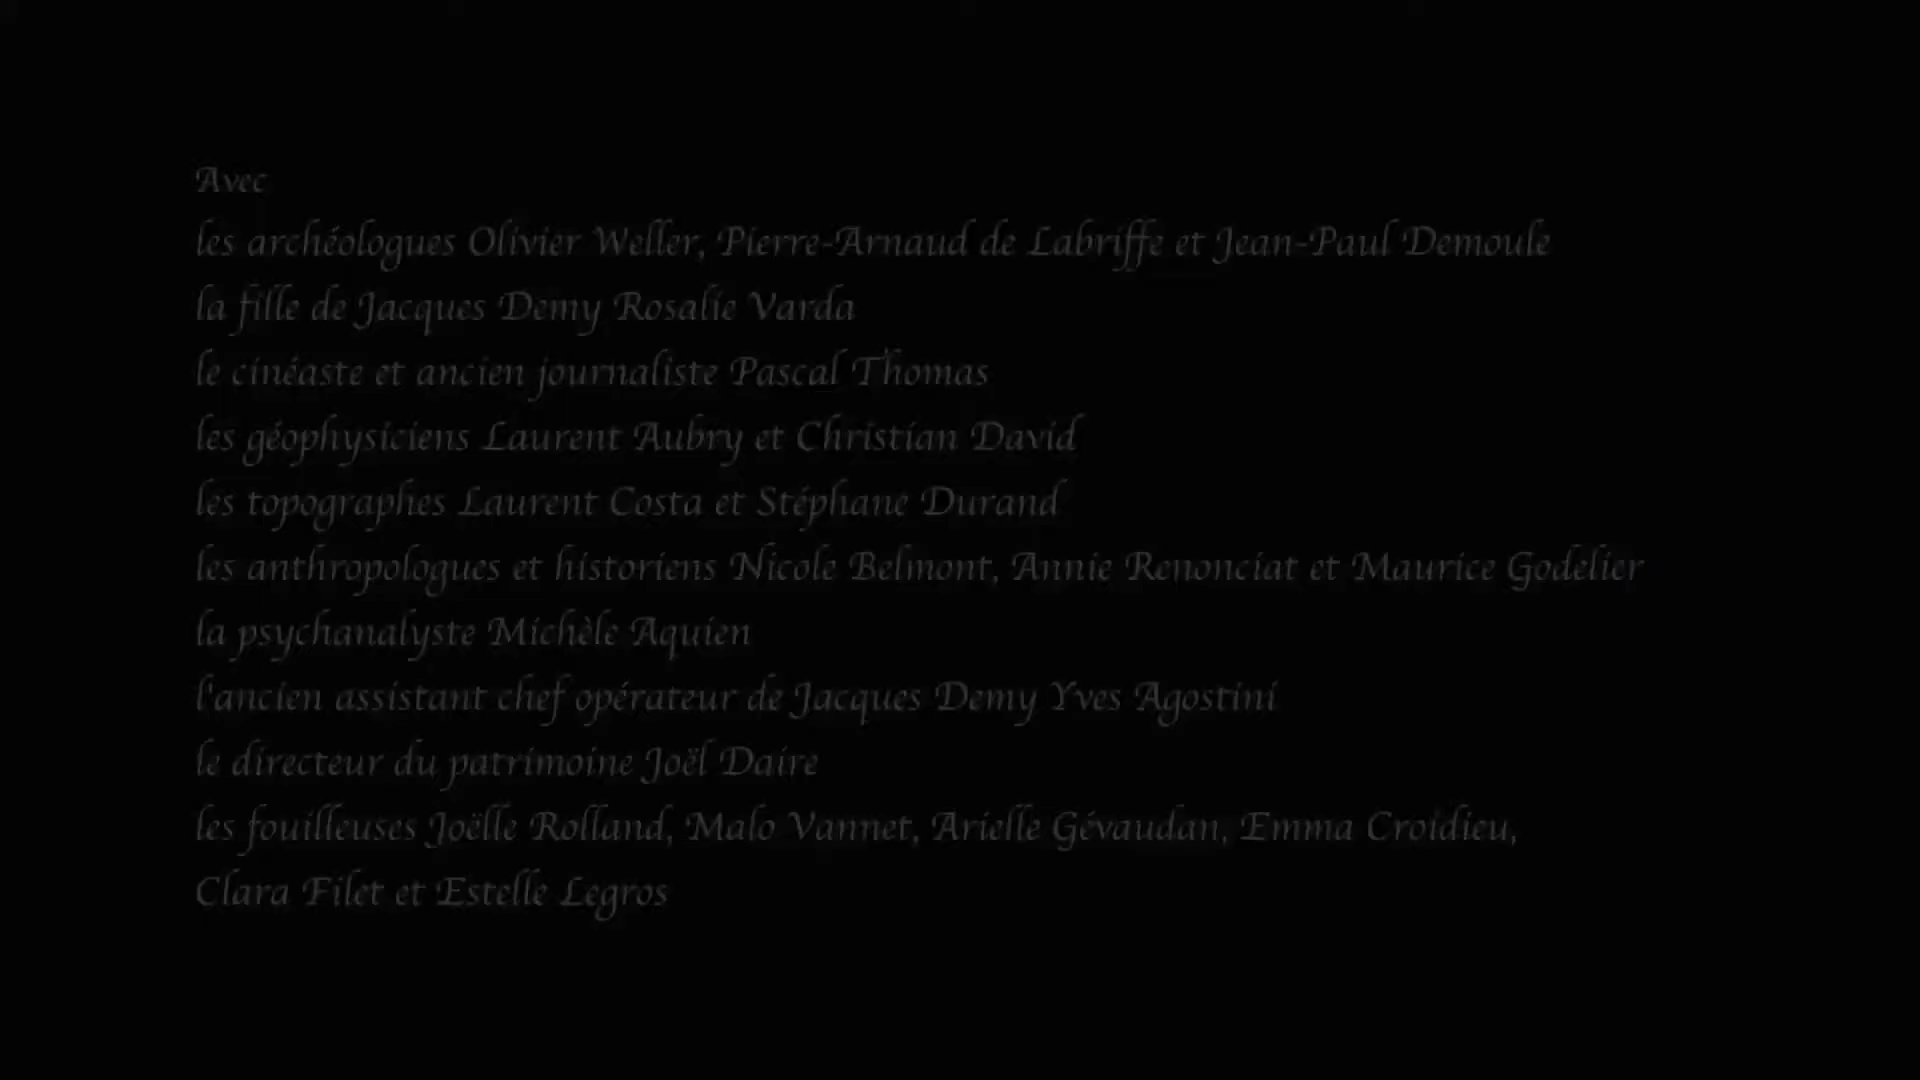 Avec
les archéologues Olivier Weller, Pierre-Arnaud de Labriffe et Jean-Paul Demoule
la fille de Jacques Demy Rosalie Varda
le cinéaste et ancien journaliste Pascal Thomas
les géophysiciens Laurent Aubry et Christian David
les topographes Laurent Costa et Stéphane Durand
les anthropologues et historiens Nicole Belmont, Annie Renonciat et Maurice Godelier
la psychanalyste Michèle Aquien
l'ancien assistant chef opérateur de Jacques Demy Yves Agostini
le directeur du patrimoine Joël Daire
les fouilleuses Joëlle Rolland, Malo Vannet, Arielle Gévaudan, Emma Croidieu,
Clara Filet et Estelle Legros